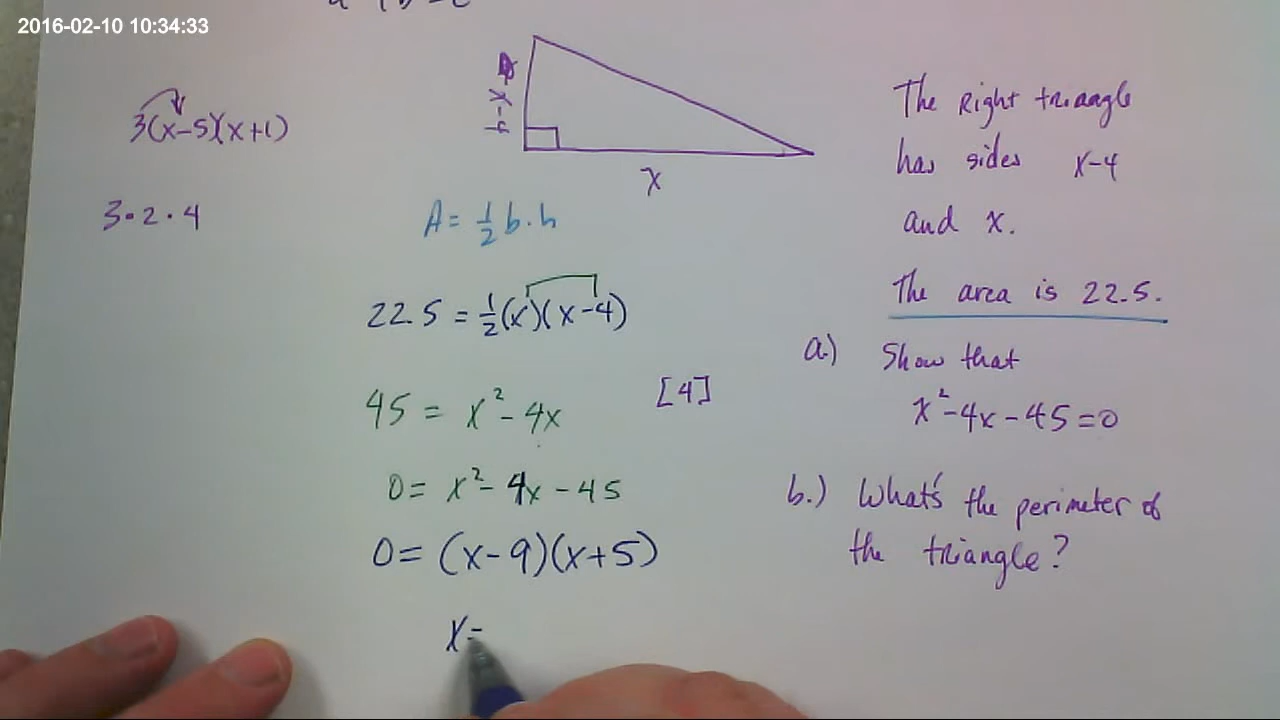 2016-02-10 10:34:33
3(x-5)(x+1)
3·2·4
x-4
x
A = 1/2 b·h
22.5 = 1/2(x)(x-4)
45 = x²-4x
[4]
0 = x²-4x-45
0 = (x-9)(x+5)
x=
The Right triangle
has sides x-4
and x.
The area is 22.5.
a.) Show that
x²-4x-45=0
b.) What's the perimeter of
the triangle?